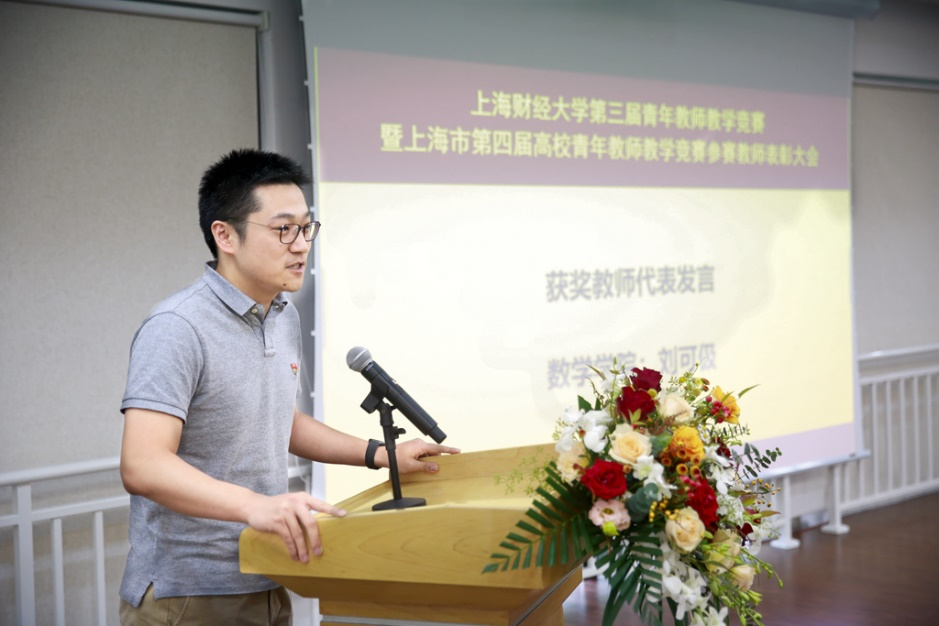 上海财经大学第三届青年教师教学竞赛
暨上海市第四届高校青年教师教学竞赛参赛教师表彰大会
获奖教师代表发言
数学学院：刘可伋